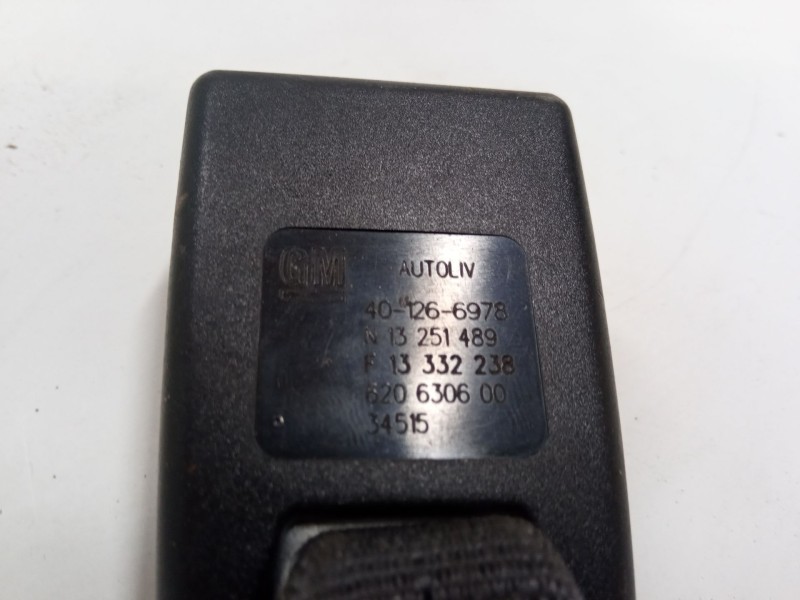 GM AUTOLIV
40-126-6978
N 13 251 489
F 13 332 238
620 6306 00
34515